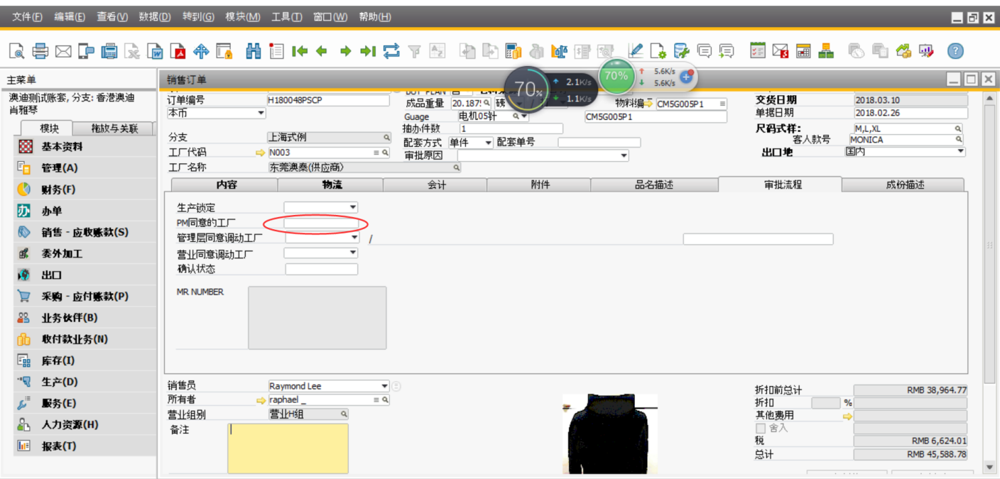 文件(F) 编辑(E) 查看(V) 数据(D) 转到(G) 模块(M) 工具(T) 窗口(W) 帮助(H)
主菜单
澳迪测试账套, 分支: 香港澳迪
肖雅琴
模块 拖放与关联
基本资料
管理(A)
财务(F)
办单
销售 - 应收账款(S)
委外加工
出口
采购 - 应付账款(P)
业务伙伴(B)
收付款业务(N)
库存(I)
生产(D)
服务(E)
人力资源(H)
报表(T)
销售订单
70% 2.1K/s 1.1K/s
70% 5.6K/s 5.6K/s
订单编号 H180048PSCP
本币
分支 上海式例
工厂代码 N003
工厂名称 东莞澳泰(供应商)
BUY PLAN
成品重量 20.187 磅
Guage 电机05针
抽办件数 1
配套方式 单件 配套单号
审批原因
物料编 CM5G005P1
CM5G005P1
交货日期 2018.03.10
单据日期 2018.02.26
尺码式样: M,L,XL
客人款号 MONICA
出口地 国内
内容 物流 会计 附件 品名描述 审批流程 成份描述
生产锁定
PM同意的工厂
管理层同意调动工厂 /
营业同意调动工厂
确认状态
MR NUMBER
销售员 Raymond Lee
所有者 raphael _
营业组别 营业H组
备注
折扣前总计 RMB 38,964.77
折扣 %
其他费用
舍入
税 RMB 6,624.01
总计 RMB 45,588.78